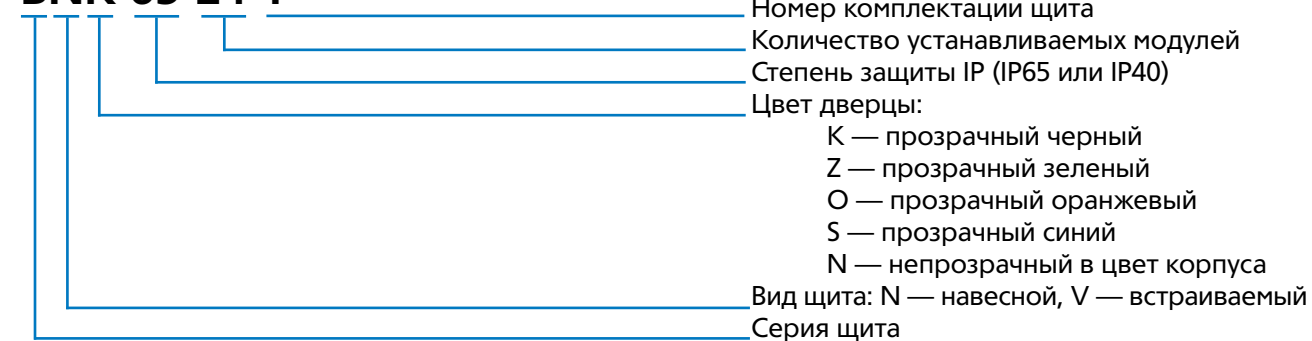 Номер комплектации щита
Количество устанавливаемых модулей
Степень защиты IP (IP65 или IP40)
Цвет дверцы:
K — прозрачный черный
Z — прозрачный зеленый
O — прозрачный оранжевый
S — прозрачный синий
N — непрозрачный в цвет корпуса
Вид щита: N — навесной, V — встраиваемый
Серия щита